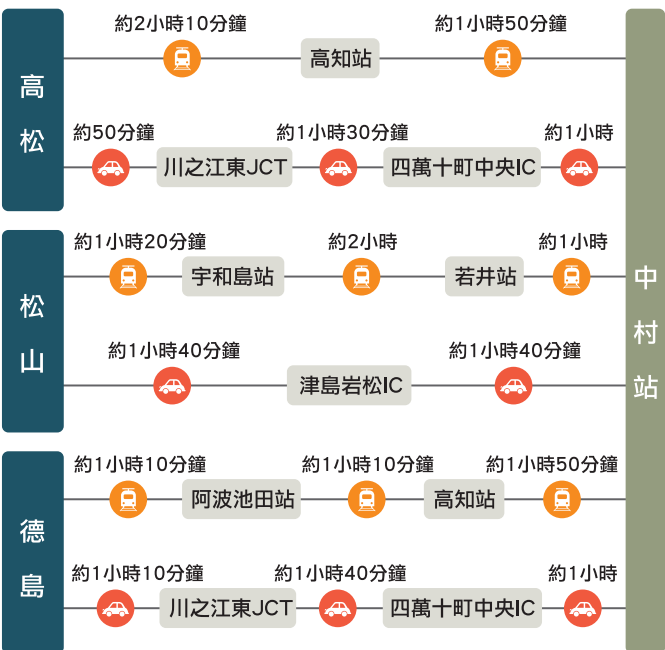 高松
約2小時10分鐘
高知站
約1小時50分鐘
約50分鐘
川之江東JCT
約1小時30分鐘
四萬十町中央IC
約1小時
松山
約1小時20分鐘
宇和島站
約2小時
若井站
約1小時
約1小時40分鐘
津島岩松IC
約1小時40分鐘
德島
約1小時10分鐘
阿波池田站
約1小時10分鐘
高知站
約1小時50分鐘
約1小時10分鐘
川之江東JCT
約1小時40分鐘
四萬十町中央IC
約1小時
中村站